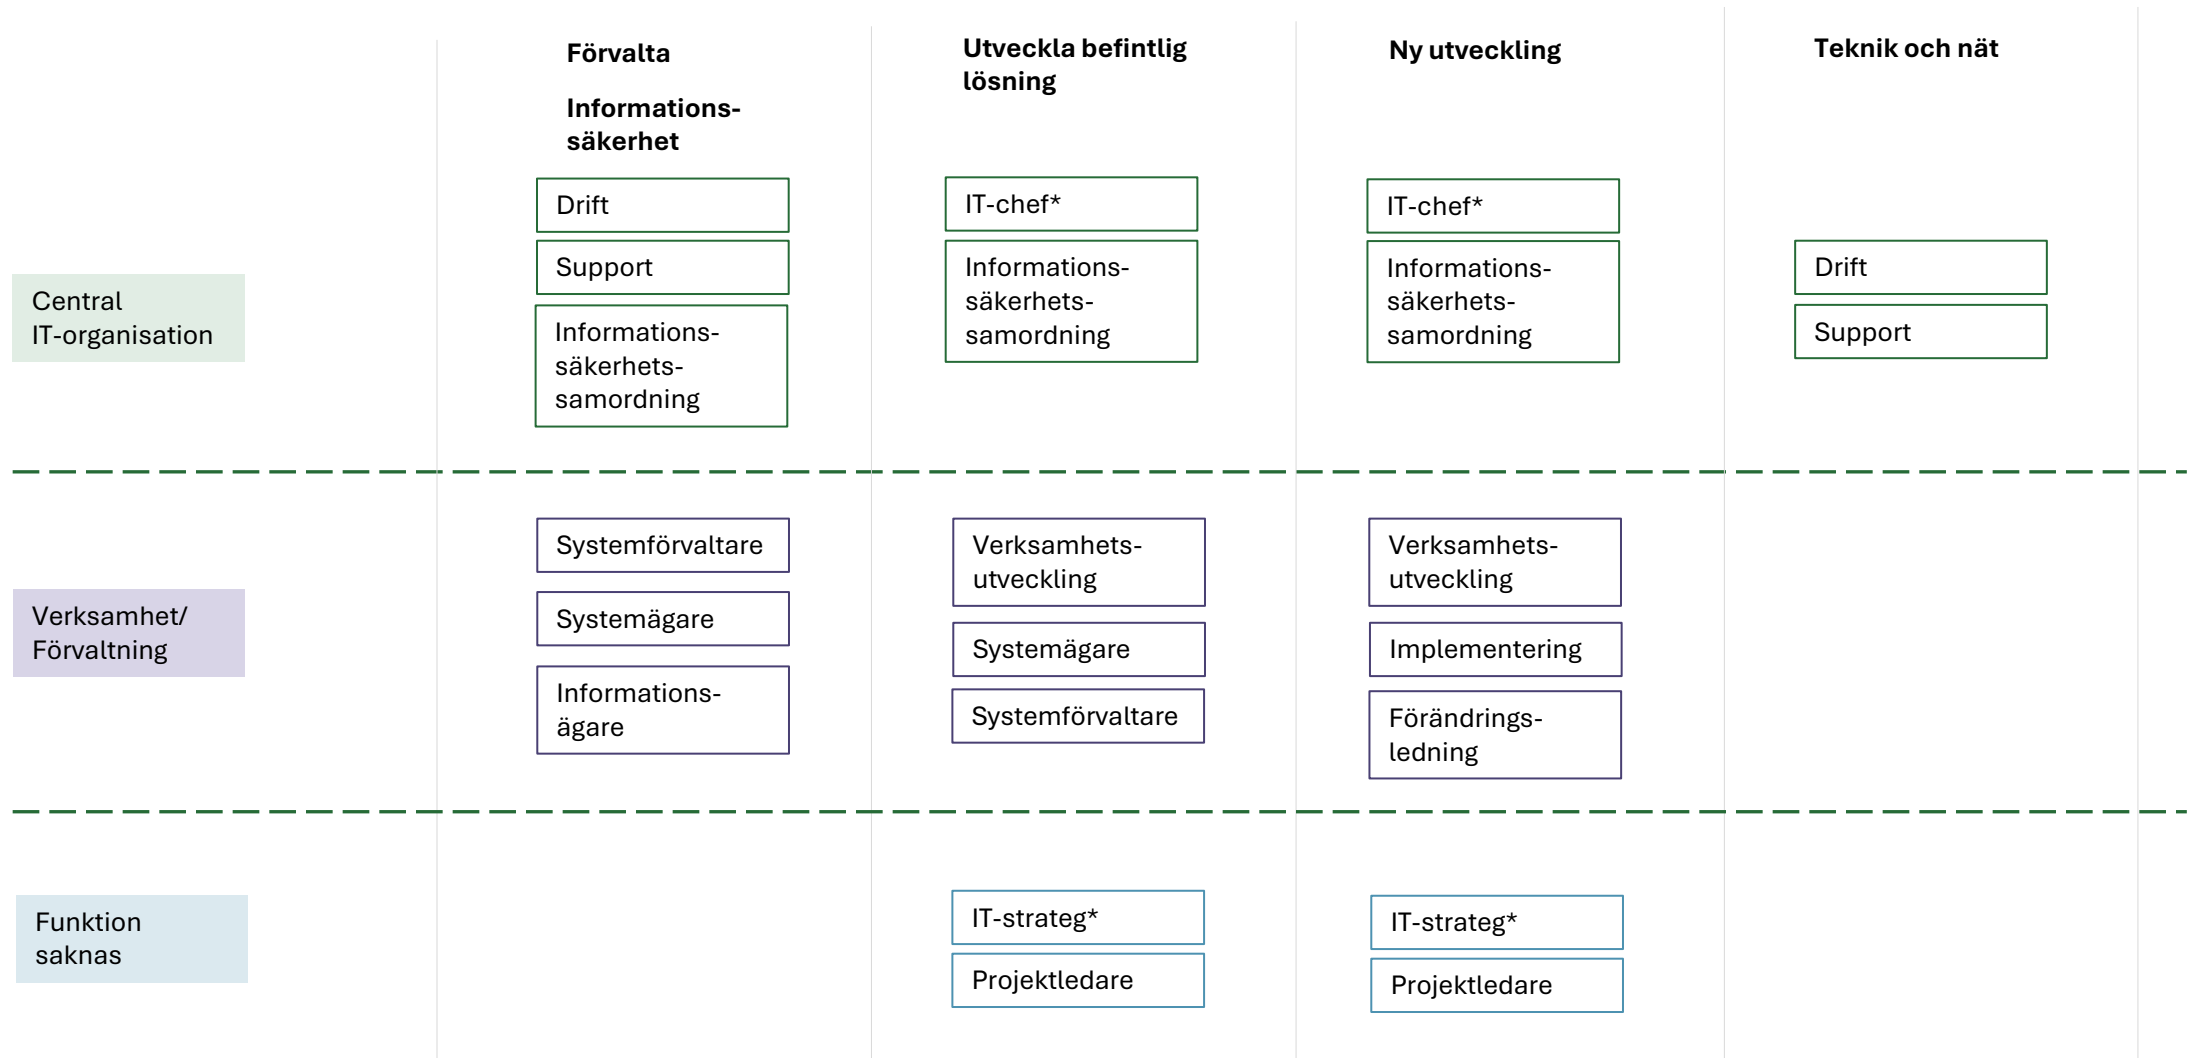 Förvalta
Informations-
säkerhet
Utveckla befintlig
lösning
Ny utveckling
Teknik och nät
Central
IT-organisation
Drift
Support
Informations-
säkerhets-
samordning
IT-chef*
Informations-
säkerhets-
samordning
IT-chef*
Informations-
säkerhets-
samordning
Drift
Support
Verksamhet/
Förvaltning
Systemförvaltare
Systemägare
Informations-
ägare
Verksamhets-
utveckling
Systemägare
Systemförvaltare
Verksamhets-
utveckling
Implementering
Förändrings-
ledning
Funktion
saknas
IT-strateg*
Projektledare
IT-strateg*
Projektledare